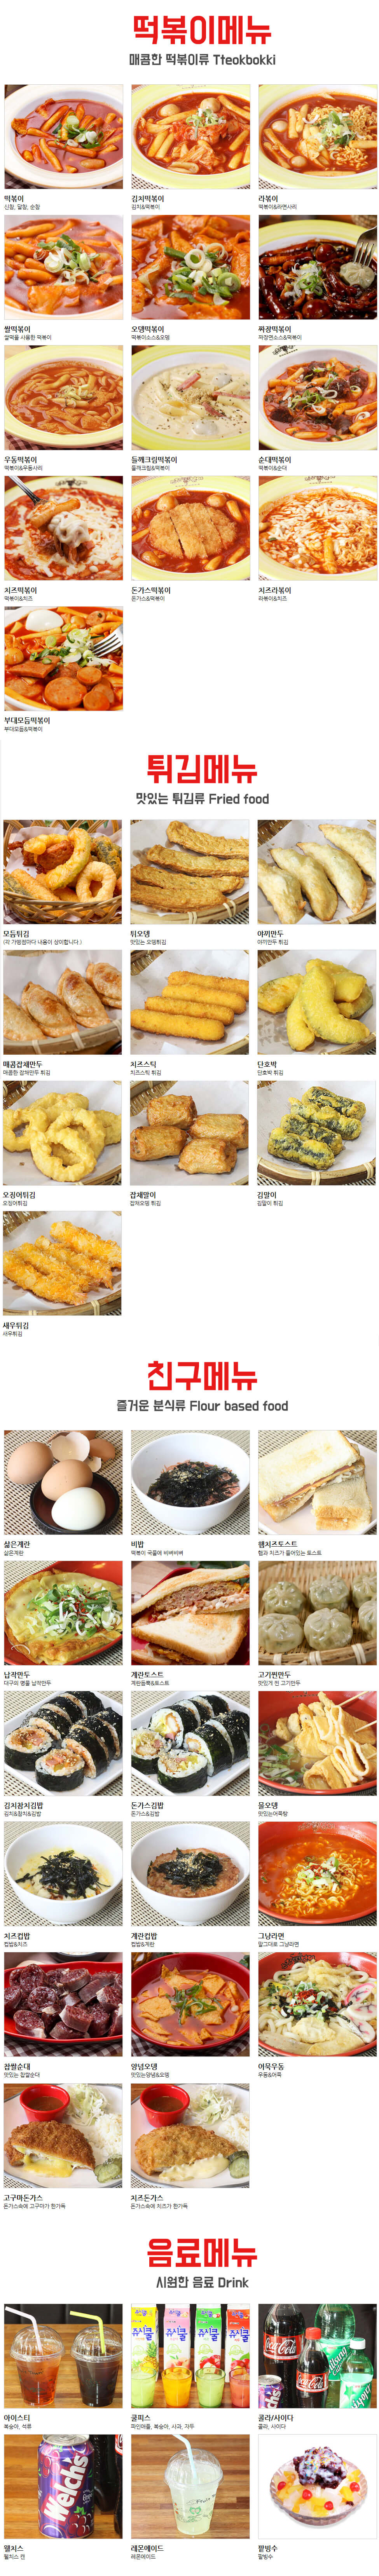 떡볶이메뉴
매콤한 떡볶이류 Tteokbokki
떡볶이
신참, 달참, 순참
김치떡볶이
김치&떡볶이
라볶이
떡볶이&라면사리
쌀떡볶이
쌀떡을 사용한 떡볶이
오뎅떡볶이
떡볶이소스&오뎅
짜장떡볶이
짜장면소스&떡볶이
우동떡볶이
떡볶이&우동사리
들깨크림떡볶이
들깨크림&떡볶이
순대떡볶이
떡볶이&순대
치즈떡볶이
떡볶이&치즈
돈가스떡볶이
돈가스&떡볶이
치즈라볶이
라볶이&치즈
부대모듬떡볶이
부대모듬&떡볶이
튀김메뉴
맛있는 튀김류 Fried food
모듬튀김
(각 가맹점마다 내용이 상이합니다.)
튀오뎅
맛있는 오뎅튀김
야끼만두
야끼만두 튀김
매콤잡채만두
매콤한 잡채만두 튀김
치즈스틱
치즈스틱 튀김
단호박
단호박 튀김
오징어튀김
오징어튀김
잡채말이
잡채오뎅 튀김
김말이
김말이 튀김
새우튀김
새우튀김
친구메뉴
즐거운 분식류 Flour based food
삶은계란
삶은계란
비밥
떡볶이 국물에 비벼비벼
햄치즈토스트
햄과 치즈가 들어있는 토스트
납작만두
대구의 명물 납작만두
계란토스트
계란듬뿍&토스트
고기찐만두
맛있게 찐 고기만두
김치참치김밥
김치&참치&김밥
돈가스김밥
돈가스&김밥
물오뎅
맛있는어묵탕
치즈컵밥
컵밥&치즈
계란컵밥
컵밥&계란
그냥라면
말그대로 그냥라면
찹쌀순대
맛있는 찹쌀순대
양념오뎅
맛있는양념&오뎅
어묵우동
우동&어묵
고구마돈가스
돈가스속에 고구마가 한가득
치즈돈가스
돈가스속에 치즈가 한가득
음료메뉴
시원한 음료 Drink
쥬시쿨
Coca-Cola
아이스티
복숭아, 석류
쿨피스
파인애플, 복숭아, 사과, 자두
콜라/사이다
콜라, 사이다
Welch's
웰치스
웰치스 캔
레몬에이드
레몬에이드
팥빙수
팥빙수